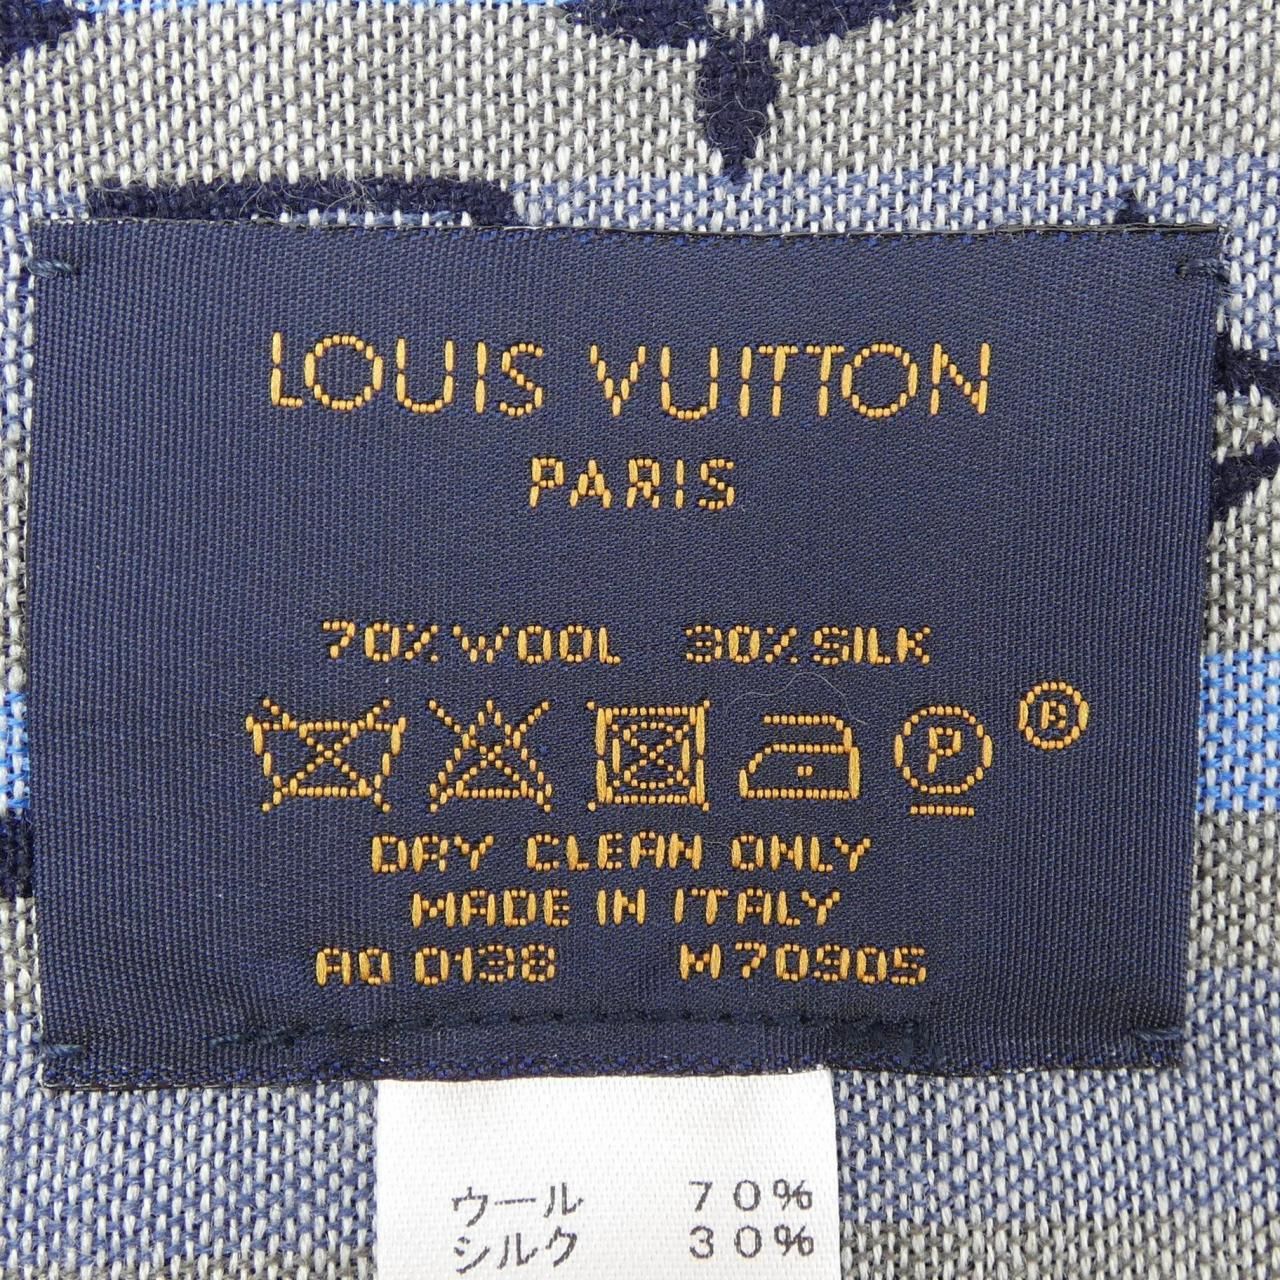 LOUIS VUITTON
PARIS
70% WOOL 30% SILK
P ®
DRY CLEAN ONLY
MADE IN ITALY
AO 0138 M70905
ウール 70%
シルク 30%